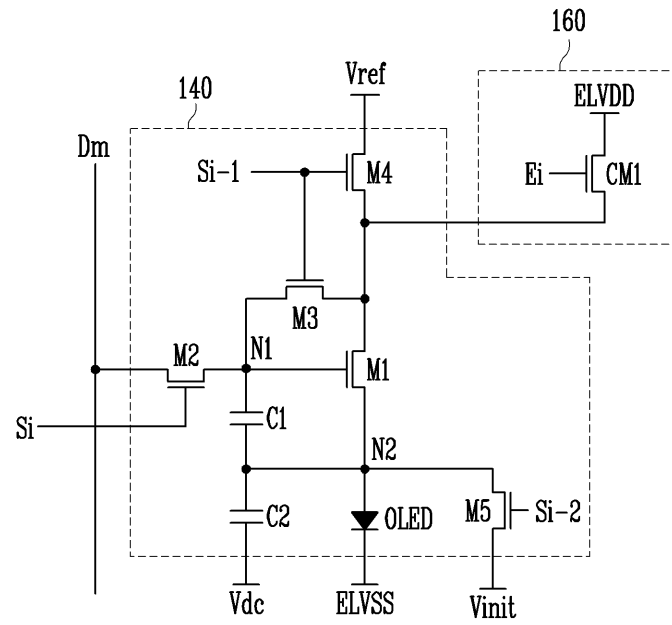 160
140
Vref
ELVDD
Dm
Si-1
M4
Ei
CM1
M3
M2
N1
M1
C1
Si
N2
C2
OLED
M5
Si-2
Vdc
ELVSS
Vinit